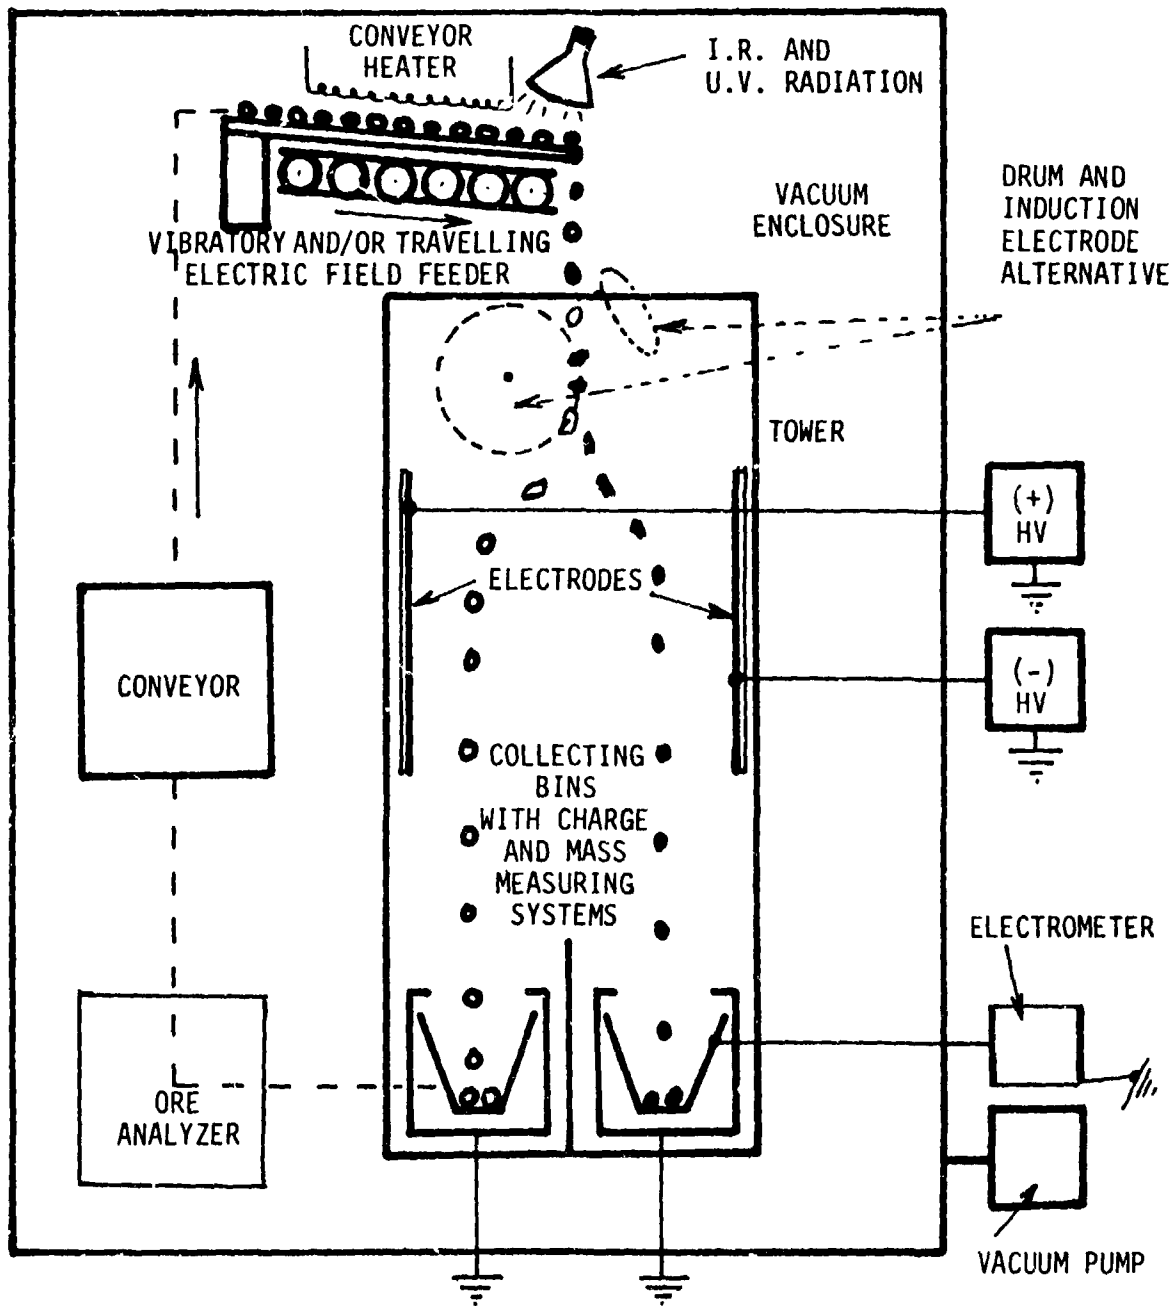 CONVEYOR
HEATER
I.R. AND
U.V. RADIATION
VACUUM
ENCLOSURE
DRUM AND
INDUCTION
ELECTRODE
ALTERNATIVE
VIBRATORY AND/OR TRAVELLING
ELECTRIC FIELD FEEDER
TOWER
(+)
HV
ELECTRODES
(-)
HV
CONVEYOR
COLLECTING
BINS
WITH CHARGE
AND MASS
MEASURING
SYSTEMS
ELECTROMETER
ORE
ANALYZER
VACUUM PUMP